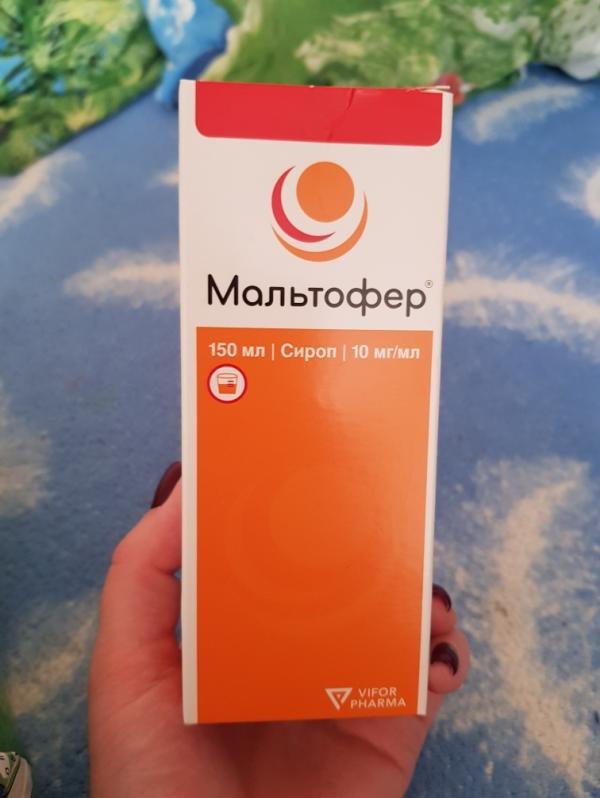 Мальтофер®
150 мл | Сироп | 10 мг/мл
VIFOR
PHARMA